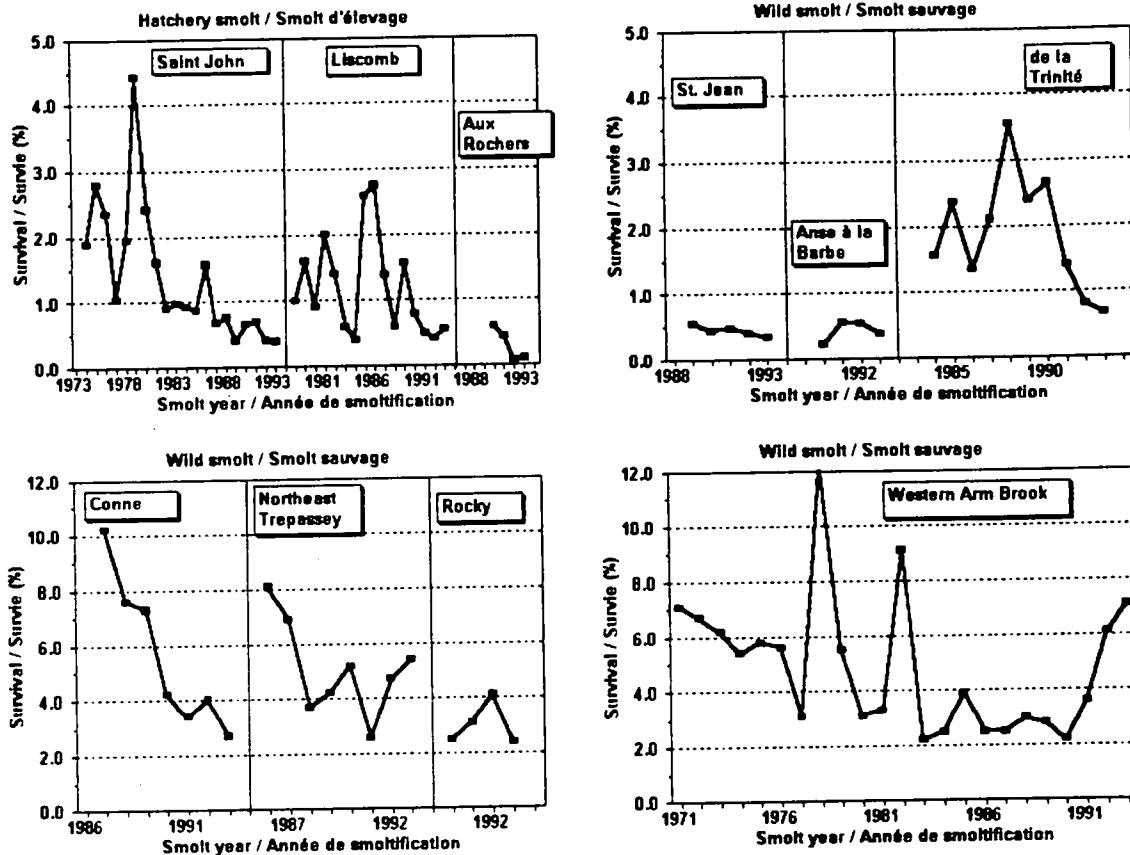 Hatchery smolt / Smolt d'élevage
5.0
4.0
3.0
2.0
1.0
0.0
Survival / Survie (%)
Saint John
Liscomb
Aux
Rochers
1973 1978 1983 1988 1993 1981 1986 1991 1988 1993
Smolt year / Année de smoltification
Wild smolt / Smolt sauvage
5.0
4.0
3.0
2.0
1.0
0.0
Survival / Survie (%)
St. Jean
Anse à la
Barbe
de la
Trinité
1988 1993 1992 1985 1990
Smolt year / Année de smoltification
Wild smolt / Smolt sauvage
12.0
10.0
8.0
6.0
4.0
2.0
0.0
Survival / Survie (%)
Conne
Northeast
Trepassey
Rocky
1986 1991 1987 1992 1992
Smolt year / Année de smoltification
Wild smolt / Smolt sauvage
12.0
10.0
8.0
6.0
4.0
2.0
0.0
Survival / Survie (%)
Western Arm Brook
1971 1976 1981 1986 1991
Smolt year / Année de smoltification